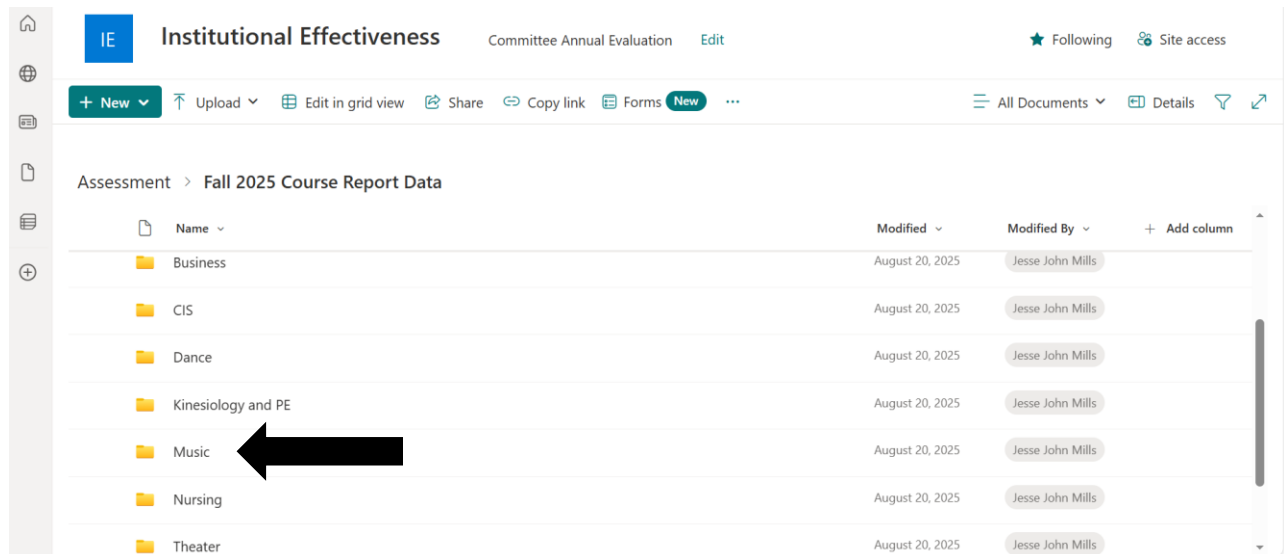 IE Institutional Effectiveness Committee Annual Evaluation Edit Following Site access
+ New Upload Edit in grid view Share Copy link Forms New ... All Documents Details
Assessment > Fall 2025 Course Report Data
Name Modified Modified By + Add column
Business August 20, 2025 Jesse John Mills
CIS August 20, 2025 Jesse John Mills
Dance August 20, 2025 Jesse John Mills
Kinesiology and PE August 20, 2025 Jesse John Mills
Music August 20, 2025 Jesse John Mills
Nursing August 20, 2025 Jesse John Mills
Theater August 20, 2025 Jesse John Mills